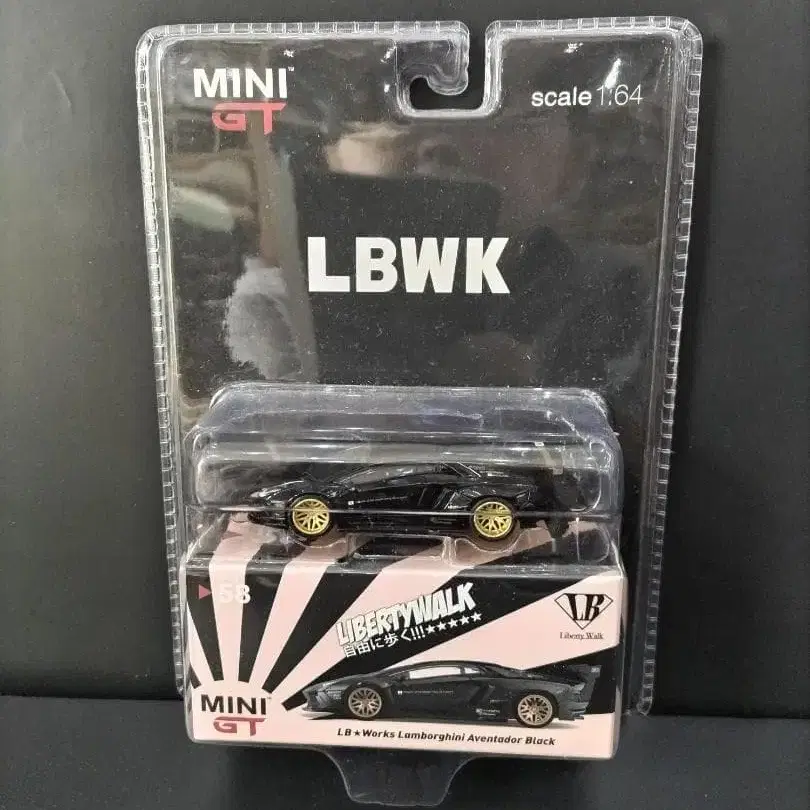 MINI™
GT
scale 1:64
LBWK
58
LIBERTYWALK
自由に歩く!!!★★★★★
LB
Liberty Walk
MINI
GT
LB★Works Lamborghini Aventador Black